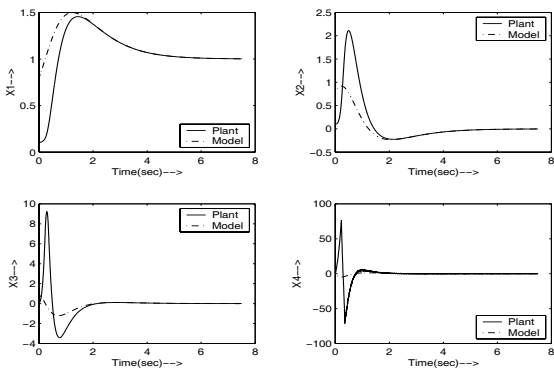 1.5
1
0.5
0
0 2 4 6 8
X1-->
Time(sec)-->
Plant
Model
2.5
2
1.5
1
0.5
0
−0.5
0 2 4 6 8
X2-->
Time(sec)-->
Plant
Model
10
8
6
4
2
0
−2
−4
0 2 4 6 8
X3-->
Time(sec)-->
Plant
Model
100
50
0
−50
−100
0 2 4 6 8
X4-->
Time(sec)-->
Plant
Model